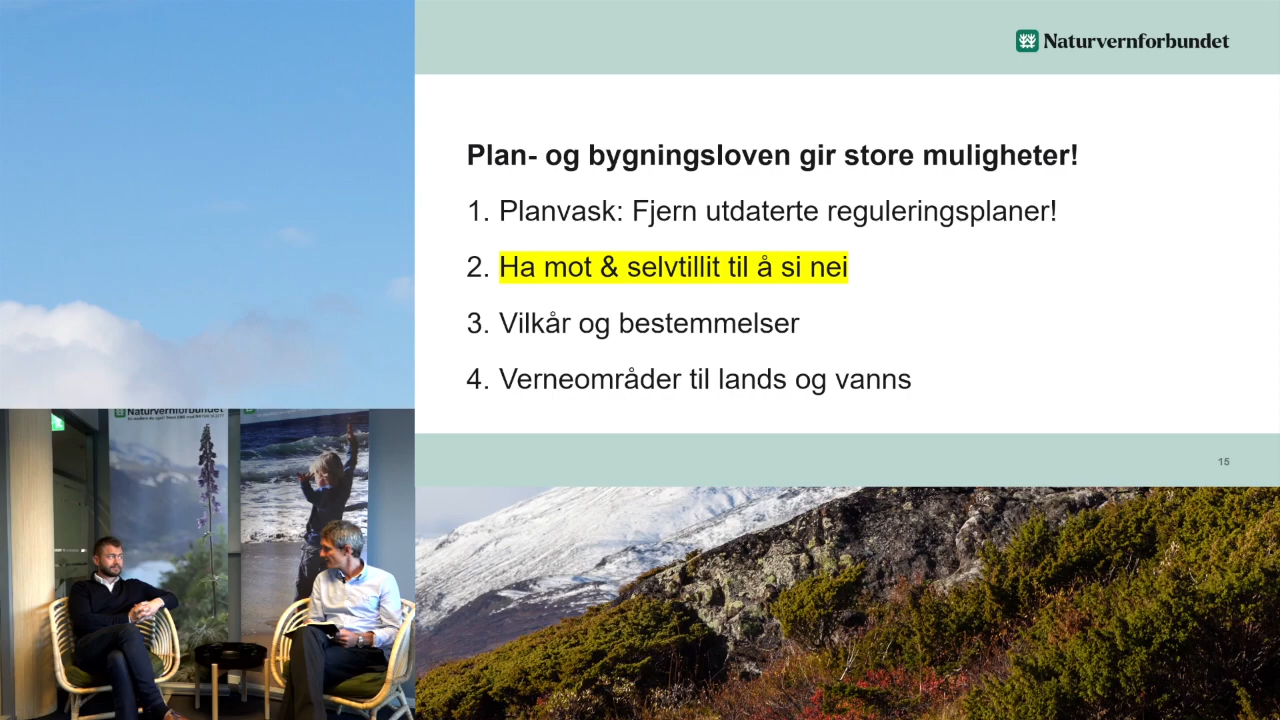 Naturvernforbundet
Plan- og bygningsloven gir store muligheter!
1. Planvask: Fjern utdaterte reguleringsplaner!
2. Ha mot & selvtillit til å si nei
3. Vilkår og bestemmelser
4. Verneområder til lands og vanns
15
Naturvernforbundet